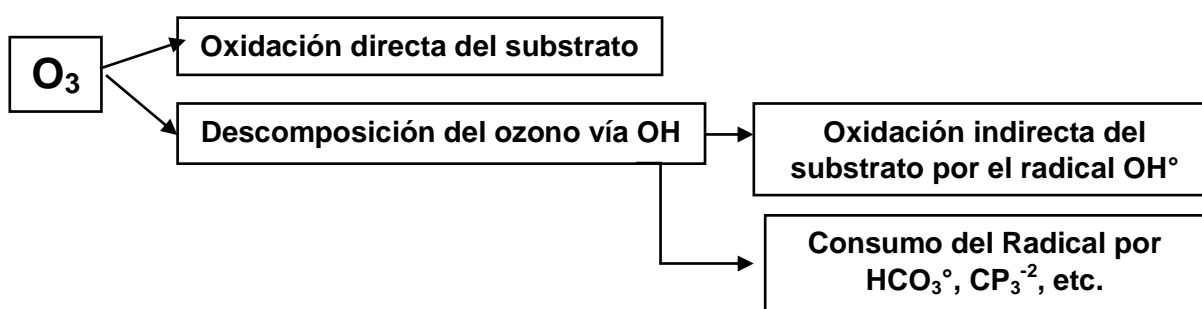 O₃
Oxidación directa del substrato
Descomposición del ozono vía OH
Oxidación indirecta del
substrato por el radical OH°
Consumo del Radical por
HCO₃°, CP₃⁻², etc.